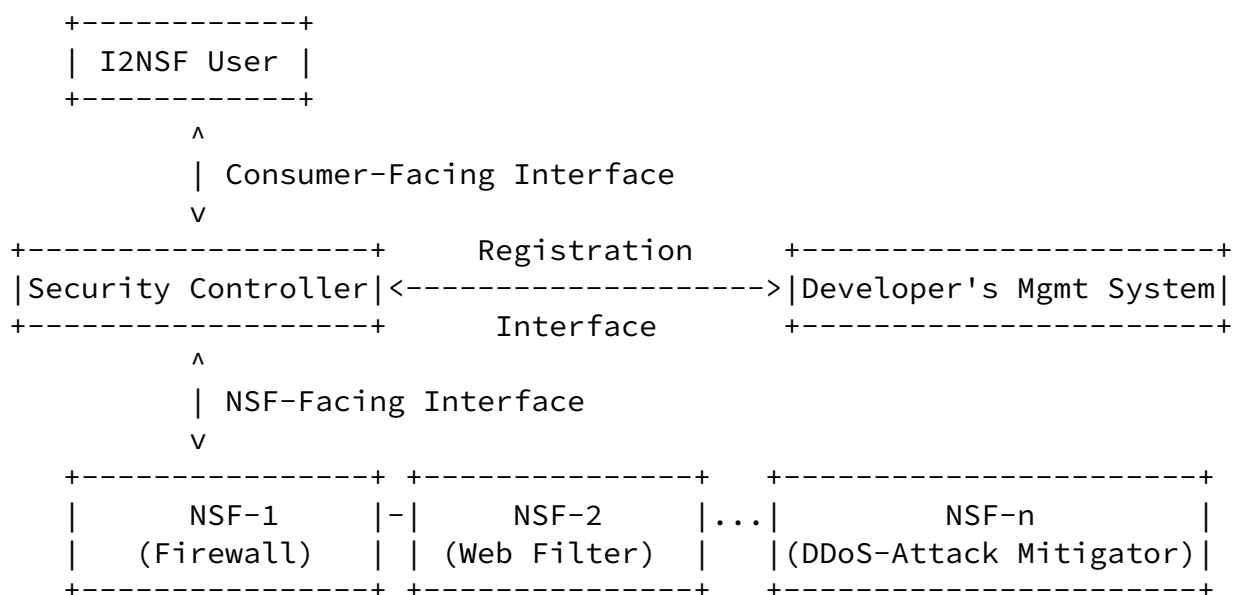 +------------+
| I2NSF User |
+------------+
^
| Consumer-Facing Interface
v
+-------------------+     Registration     +-----------------------+
|Security Controller|<-------------------->|Developer's Mgmt System|
+-------------------+      Interface       +-----------------------+
^
| NSF-Facing Interface
v
+----------------+ +---------------+   +-----------------------+
|      NSF-1     |-|     NSF-2     |...|         NSF-n         |
|   (Firewall)   | | (Web Filter)  |   |(DDoS-Attack Mitigator)|
+----------------+ +---------------+   +-----------------------+